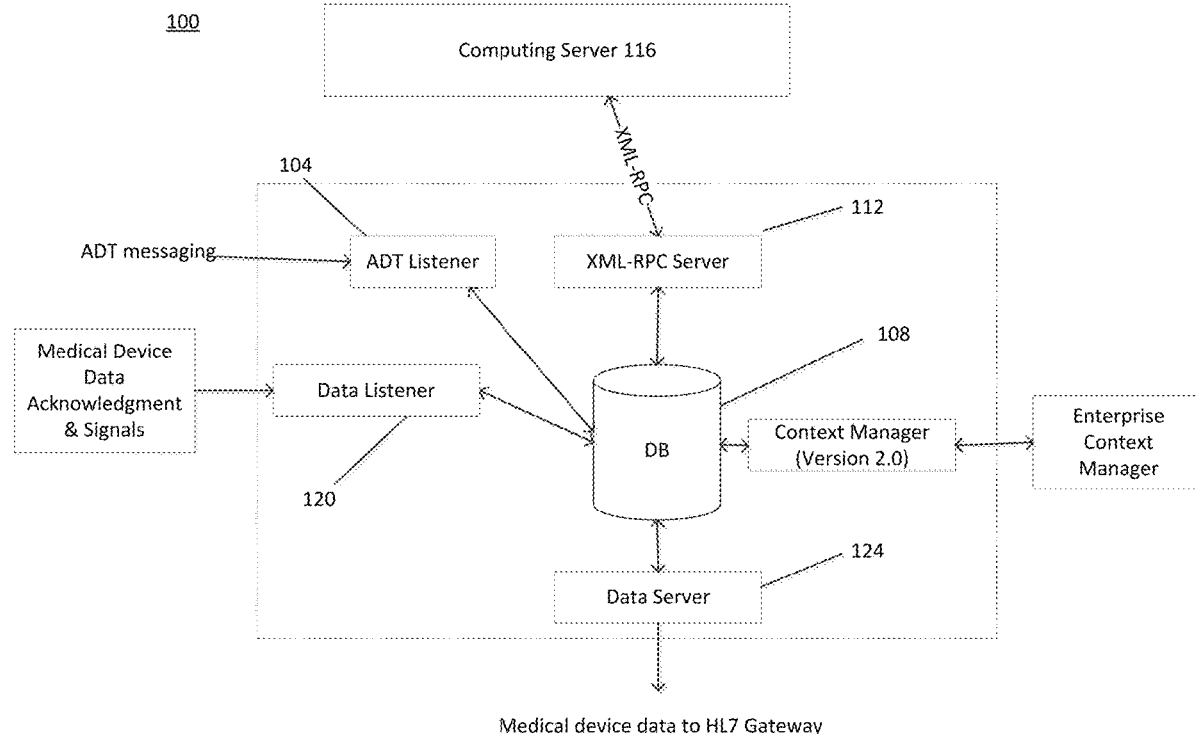 100
Computing Server 116
XML-RPC
104
112
ADT messaging
ADT Listener
XML-RPC Server
108
Medical Device
Data
Acknowledgment
& Signals
Data Listener
DB
Context Manager
(Version 2.0)
Enterprise
Context
Manager
120
124
Data Server
Medical device data to HL7 Gateway